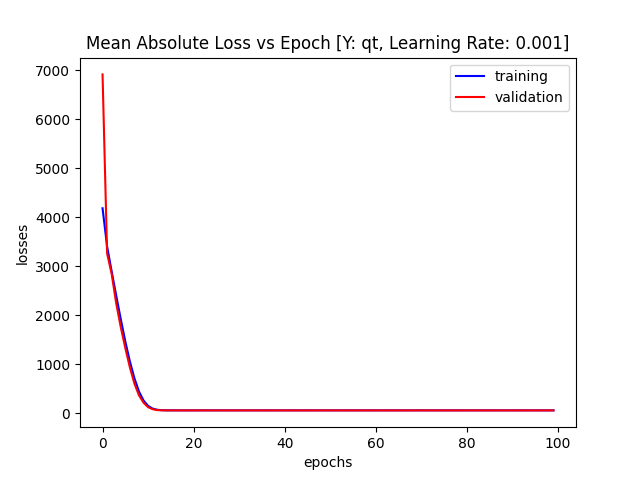 Mean Absolute Loss vs Epoch [Y: qt, Learning Rate: 0.001]
training
validation
losses
7000
6000
5000
4000
3000
2000
1000
0
0 20 40 60 80 100
epochs